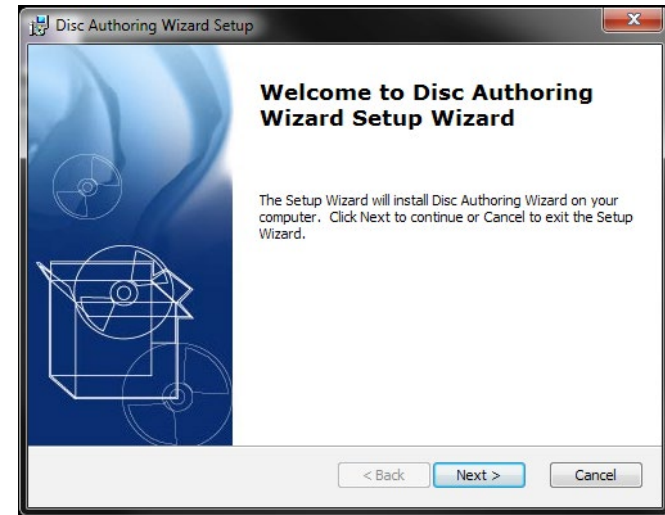 Disc Authoring Wizard Setup
Welcome to Disc Authoring
Wizard Setup Wizard
The Setup Wizard will install Disc Authoring Wizard on your
computer. Click Next to continue or Cancel to exit the Setup
Wizard.
< Back Next > Cancel